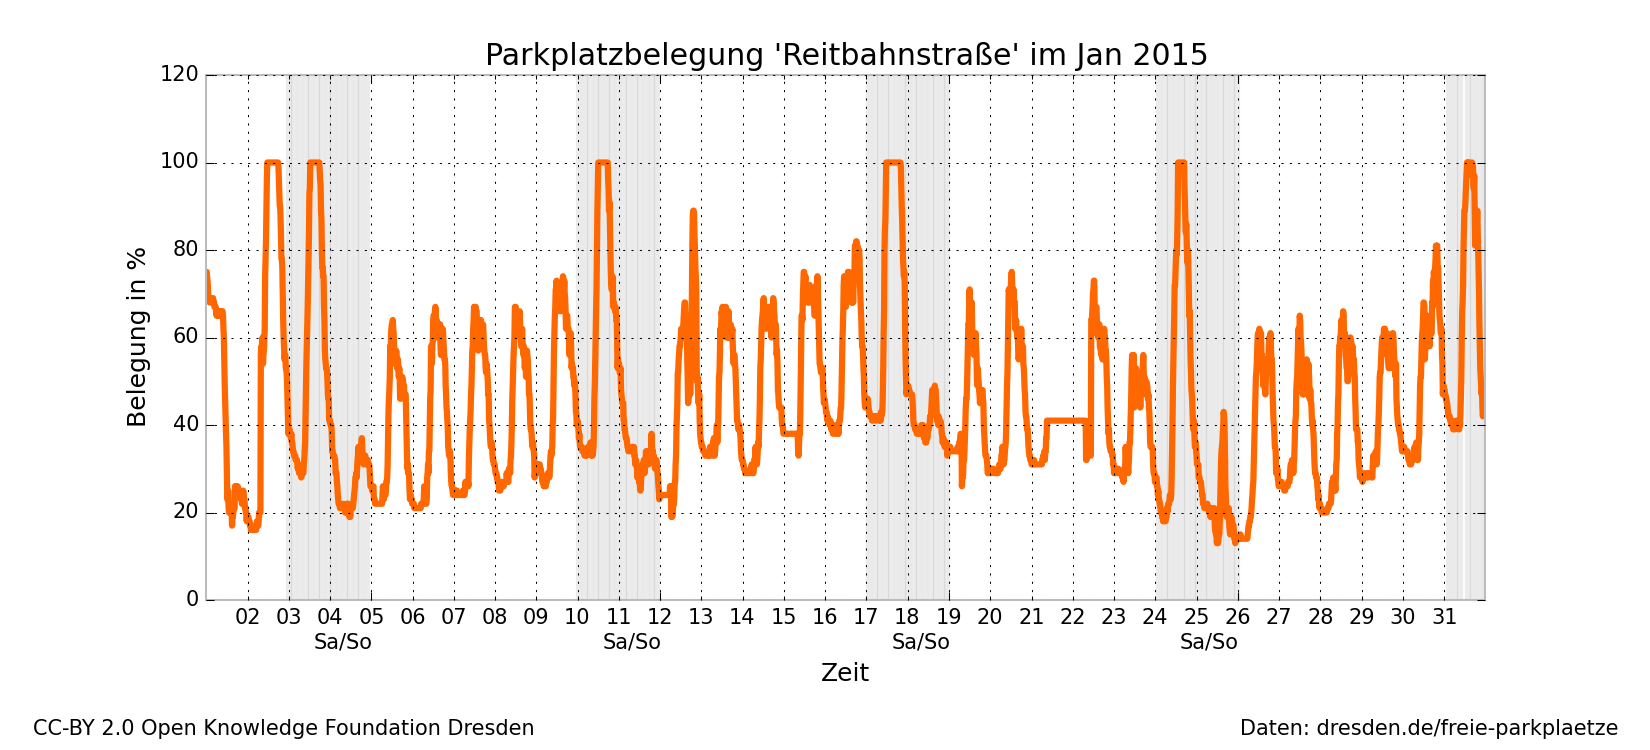 Parkplatzbelegung 'Reitbahnstraße' im Jan 2015
120
100
80
60
40
20
0
Belegung in %
02 03 04 05 06 07 08 09 10 11 12 13 14 15 16 17 18 19 20 21 22 23 24 25 26 27 28 29 30 31
Sa/So Sa/So Sa/So Sa/So
Zeit
CC-BY 2.0 Open Knowledge Foundation Dresden
Daten: dresden.de/freie-parkplaetze